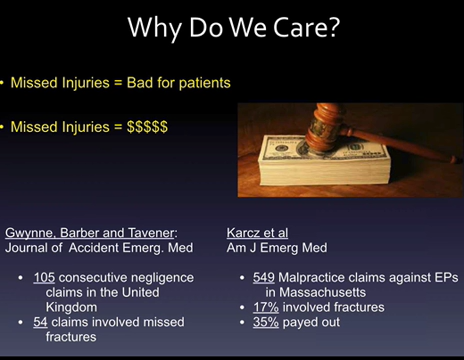 Why Do We Care?
• Missed Injuries = Bad for patients
• Missed Injuries = $$$$$
Gwynne, Barber and Tavener:
Journal of Accident Emerg. Med
• 105 consecutive negligence
claims in the United
Kingdom
• 54 claims involved missed
fractures
Karcz et al
Am J Emerg Med
• 549 Malpractice claims against EPs
in Massachusetts
• 17% involved fractures
• 35% payed out